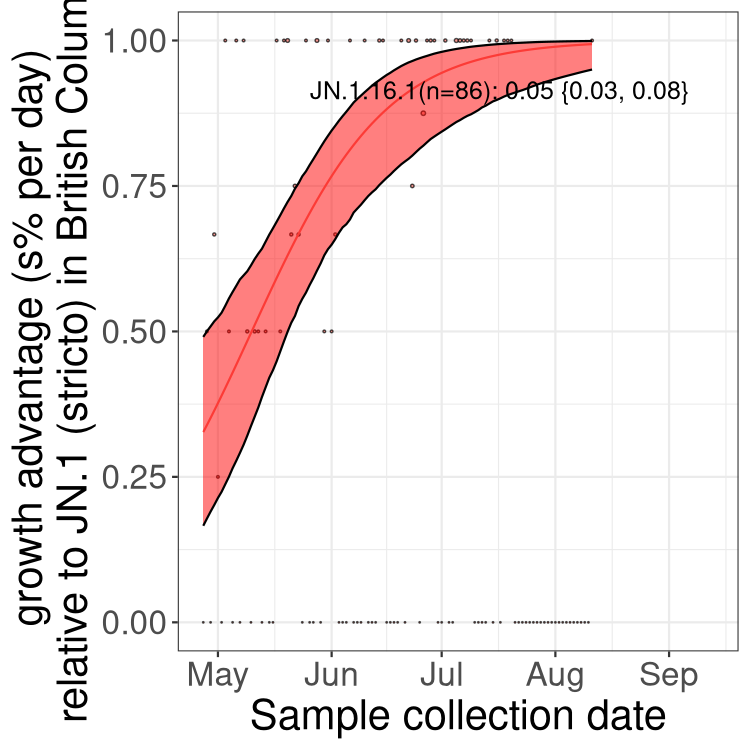 growth advantage (s% per day)
relative to JN.1 (stricto) in British Colum
1.00
0.75
0.50
0.25
0.00
JN.1.16.1(n=86): 0.05 {0.03, 0.08}
May Jun Jul Aug Sep
Sample collection date